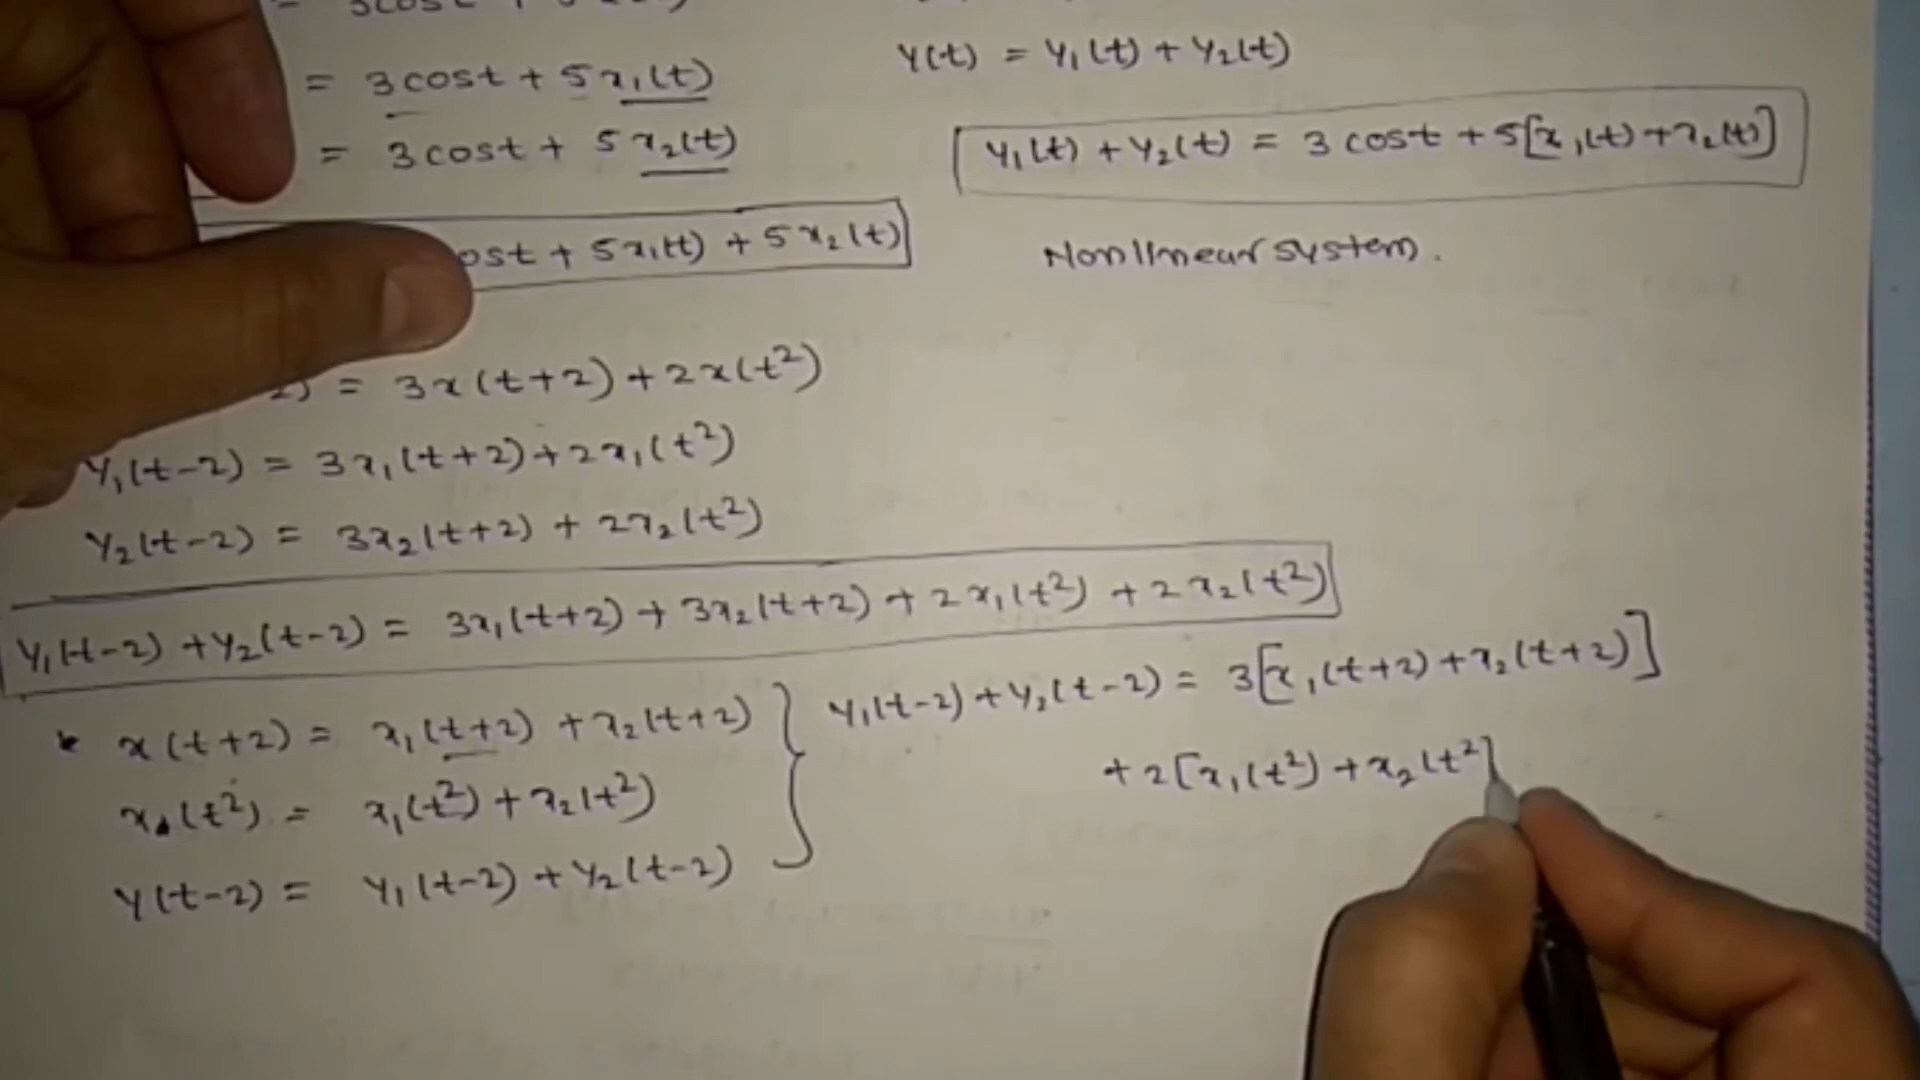 = 3cost + 5x₁(t)
= 3cost + 5x₂(t)
ost + 5x₁(t) + 5x₂(t)
Y(t) = Y₁(t) + Y₂(t)
Y₁(t) + Y₂(t) = 3 cost + 5[x₁(t) + x₂(t)]
Nonlinear system.
2) = 3x(t+2) + 2x(t²)
Y₁(t-2) = 3x₁(t+2) + 2x₁(t²)
Y₂(t-2) = 3x₂(t+2) + 2x₂(t²)
Y₁(t-2) + Y₂(t-2) = 3x₁(t+2) + 3x₂(t+2) + 2x₁(t²) + 2x₂(t²)
x(t+2) = x₁(t+2) + x₂(t+2)
x(t²) = x₁(t²) + x₂(t²)
Y(t-2) = Y₁(t-2) + Y₂(t-2)
Y₁(t-2) + Y₂(t-2) = 3[x₁(t+2) + x₂(t+2)]
+ 2[x₁(t²) + x₂(t²]